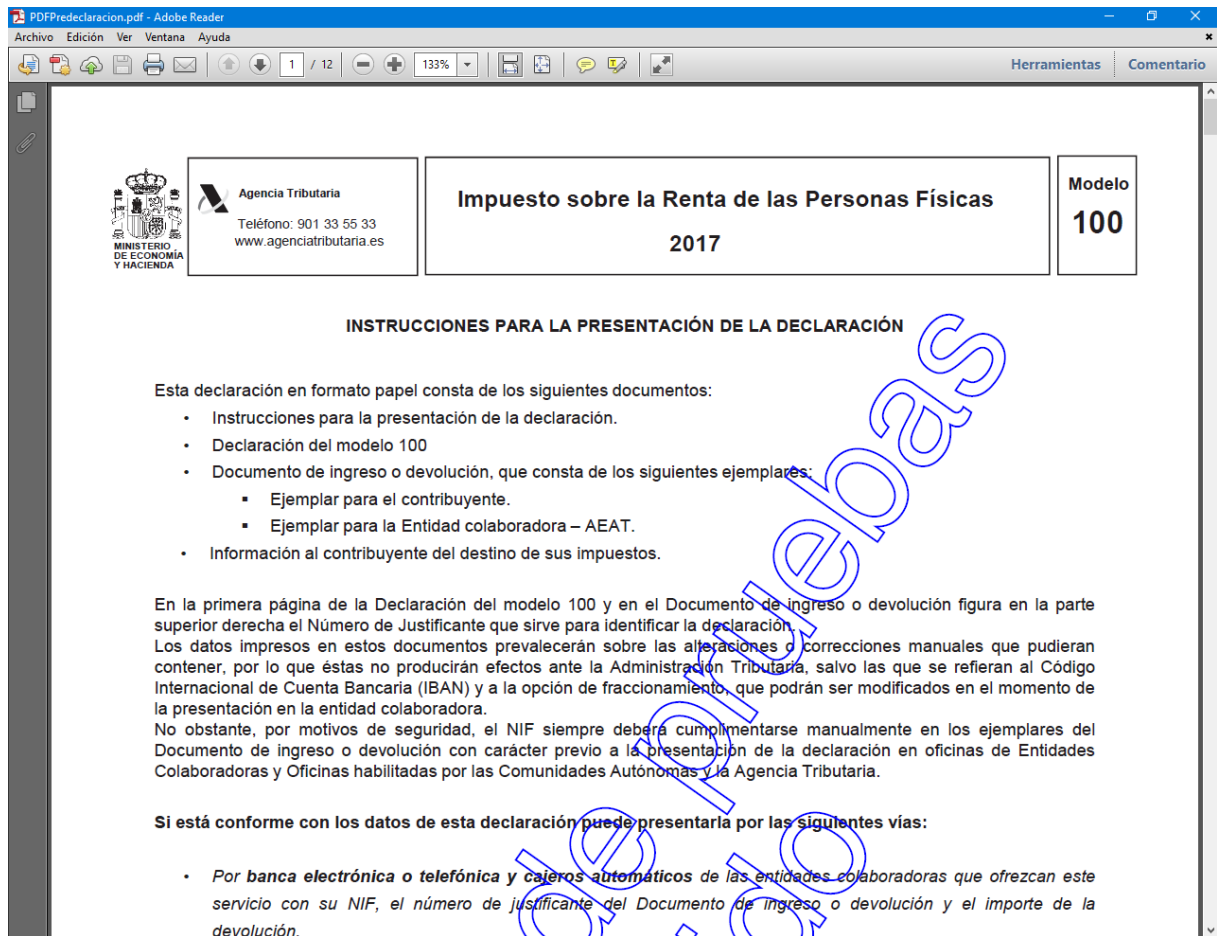 PDFPredeclaracion.pdf - Adobe Reader
Archivo Edición Ver Ventana Ayuda
1 / 12 133% Herramientas Comentario
MINISTERIO
DE ECONOMÍA
Y HACIENDA
Agencia Tributaria
Teléfono: 901 33 55 33
www.agenciatributaria.es
Impuesto sobre la Renta de las Personas Físicas
2017
Modelo
100
INSTRUCCIONES PARA LA PRESENTACIÓN DE LA DECLARACIÓN
Esta declaración en formato papel consta de los siguientes documentos:
• Instrucciones para la presentación de la declaración.
• Declaración del modelo 100
• Documento de ingreso o devolución, que consta de los siguientes ejemplares:
▪ Ejemplar para el contribuyente.
▪ Ejemplar para la Entidad colaboradora – AEAT.
• Información al contribuyente del destino de sus impuestos.
En la primera página de la Declaración del modelo 100 y en el Documento de ingreso o devolución figura en la parte
superior derecha el Número de Justificante que sirve para identificar la declaración.
Los datos impresos en estos documentos prevalecerán sobre las alteraciones o correcciones manuales que pudieran
contener, por lo que éstas no producirán efectos ante la Administración Tributaria, salvo las que se refieran al Código
Internacional de Cuenta Bancaria (IBAN) y a la opción de fraccionamiento, que podrán ser modificados en el momento de
la presentación en la entidad colaboradora.
No obstante, por motivos de seguridad, el NIF siempre deberá cumplimentarse manualmente en los ejemplares del
Documento de ingreso o devolución con carácter previo a la presentación de la declaración en oficinas de Entidades
Colaboradoras y Oficinas habilitadas por las Comunidades Autónomas y la Agencia Tributaria.
Si está conforme con los datos de esta declaración puede presentarla por las siguientes vías:
• Por banca electrónica o telefónica y cajeros automáticos de las entidades colaboradoras que ofrezcan este
servicio con su NIF, el número de justificante del Documento de ingreso o devolución y el importe de la
devolución.
de pruebas